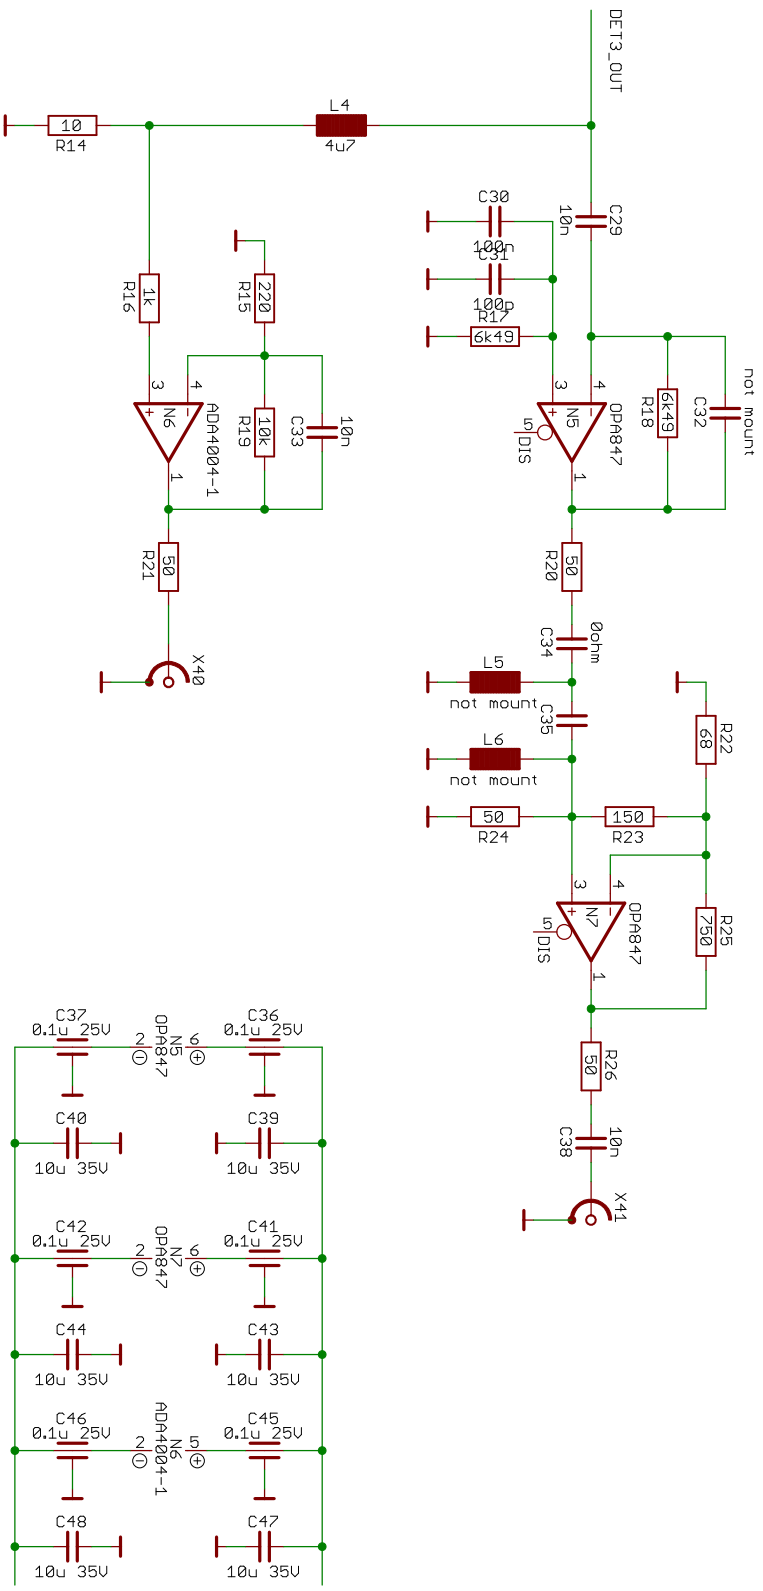 DET3_OUT
L4
4u7
10
R14
C30
100n
C31
100p
R17
6k49
C29
10n
R16
1k
R15
220
not mount
C32
R18
6k49
3
4
N5
OPA847
5
DIS
1
3
4
N6
ADA4004-1
1
R19
10k
C33
10n
R21
50
X40
R20
50
C34
0ohm
L5
not mount
C35
L6
not mount
50
R24
150
R23
R22
68
3
4
N7
OPA847
5
DIS
1
R25
750
R26
50
C38
10n
X41
C37
0.1u 25V
2
N5
OPA847
6
C36
0.1u 25V
C40
10u 35V
C39
10u 35V
C42
0.1u 25V
2
N7
OPA847
6
C41
0.1u 25V
C44
10u 35V
C43
10u 35V
C46
0.1u 25V
2
N6
ADA4004-1
5
C45
0.1u 25V
C48
10u 35V
C47
10u 35V